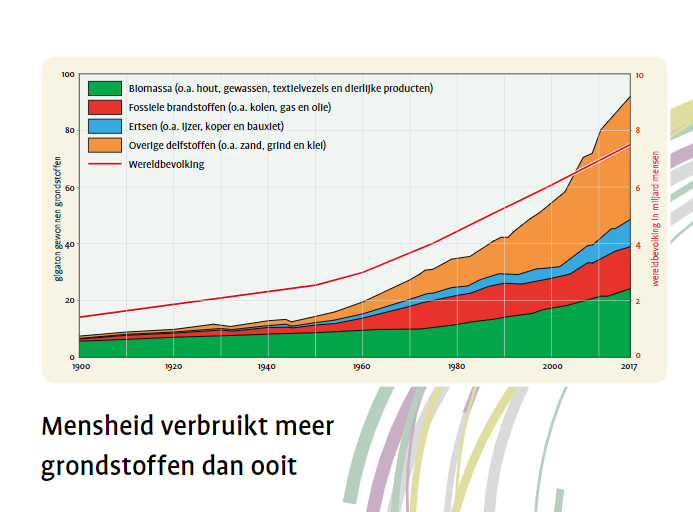 100
80
60
40
20
0
gigaton gewonnen grondstoffen
Biomassa (o.a. hout, gewassen, textielvezels en dierlijke producten)
Fossiele brandstoffen (o.a. kolen, gas en olie)
Ertsen (o.a. ijzer, koper en bauxiet)
Overige delfstoffen (o.a. zand, grind en klei)
Wereldbevolking
10
8
6
4
2
0
wereldbevolking in miljard mensen
1900
1920
1940
1960
1980
2000
2017
Mensheid verbruikt meer
grondstoffen dan ooit